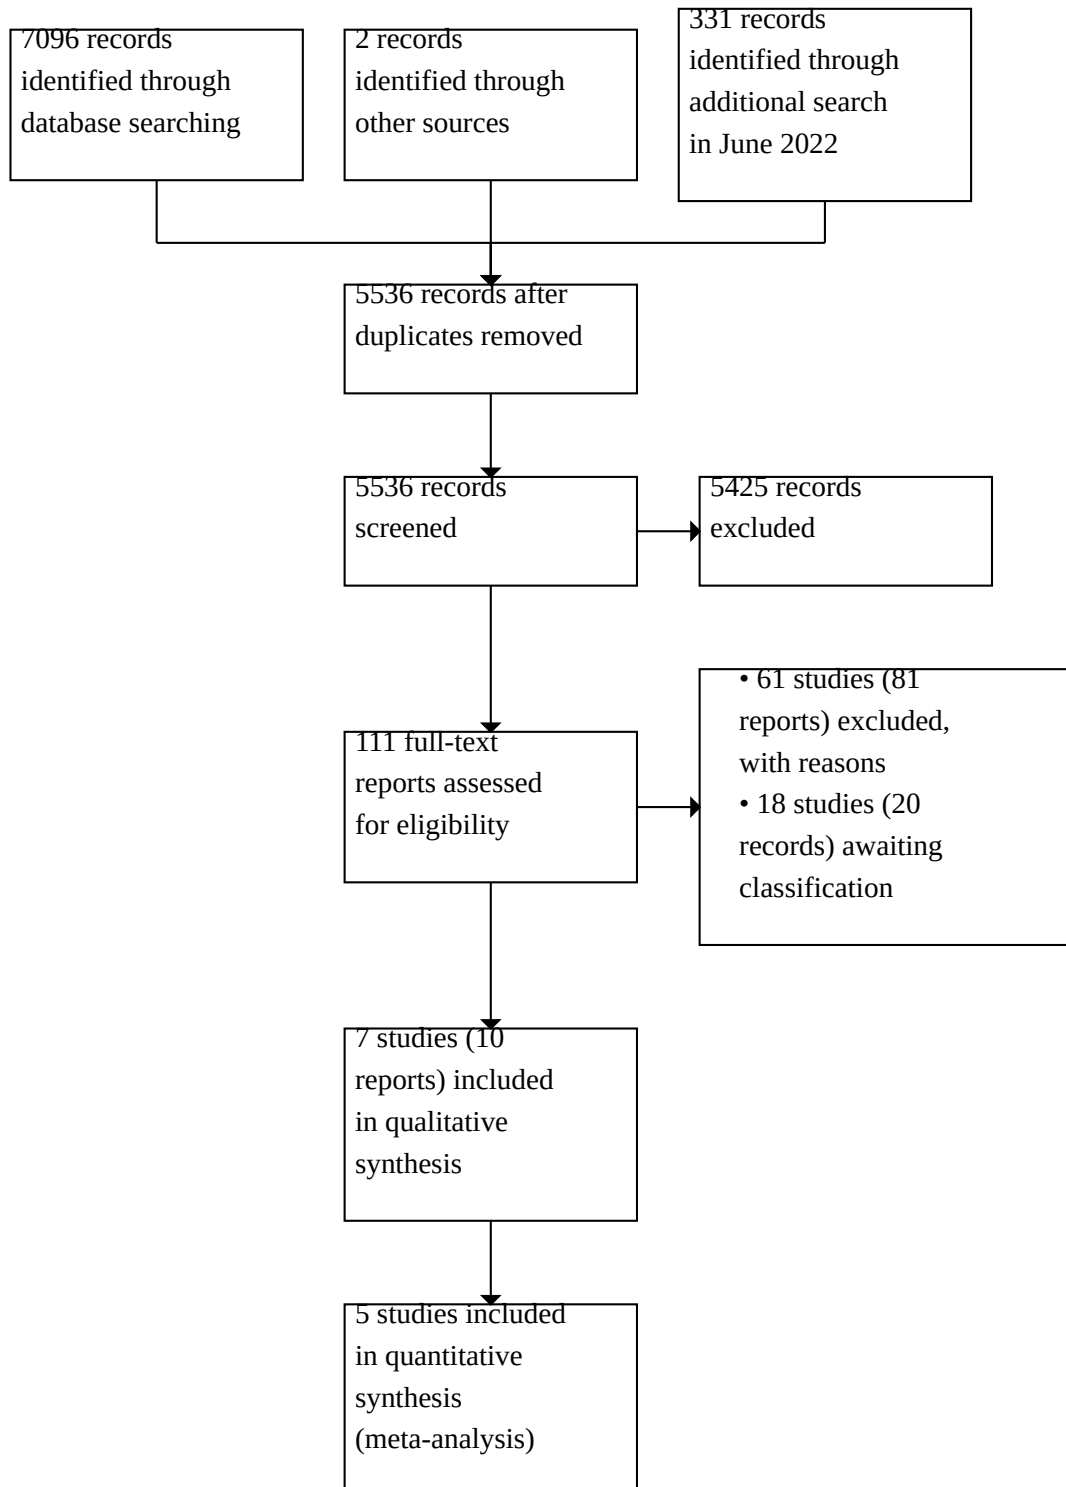 7096 records
identified through
database searching
2 records
identified through
other sources
331 records
identified through
additional search
in June 2022
5536 records after
duplicates removed
5536 records
screened
5425 records
excluded
111 full-text
reports assessed
for eligibility
• 61 studies (81
reports) excluded,
with reasons
• 18 studies (20
records) awaiting
classification
7 studies (10
reports) included
in qualitative
synthesis
5 studies included
in quantitative
synthesis
(meta-analysis)